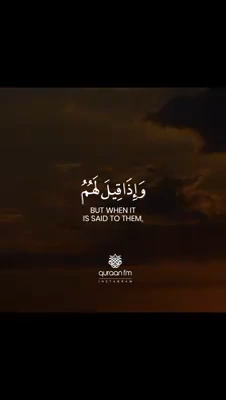 وَإِذَا قِيلَ لَهُمُ
BUT WHEN IT
IS SAID TO THEM,
quraan fm
INSTAGRAM